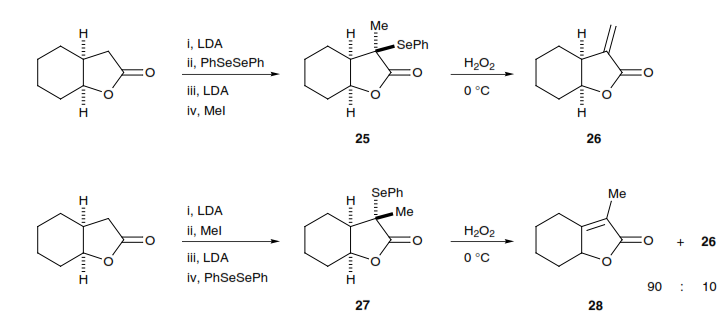 H
O
O
H
i, LDA
ii, PhSeSePh
iii, LDA
iv, MeI
H
Me
SePh
O
O
H
25
H2O2
0 °C
H
O
O
H
26
H
O
O
H
i, LDA
ii, MeI
iii, LDA
iv, PhSeSePh
H
SePh
Me
O
O
H
27
H2O2
0 °C
Me
O
O
28
+ 26
90 : 10